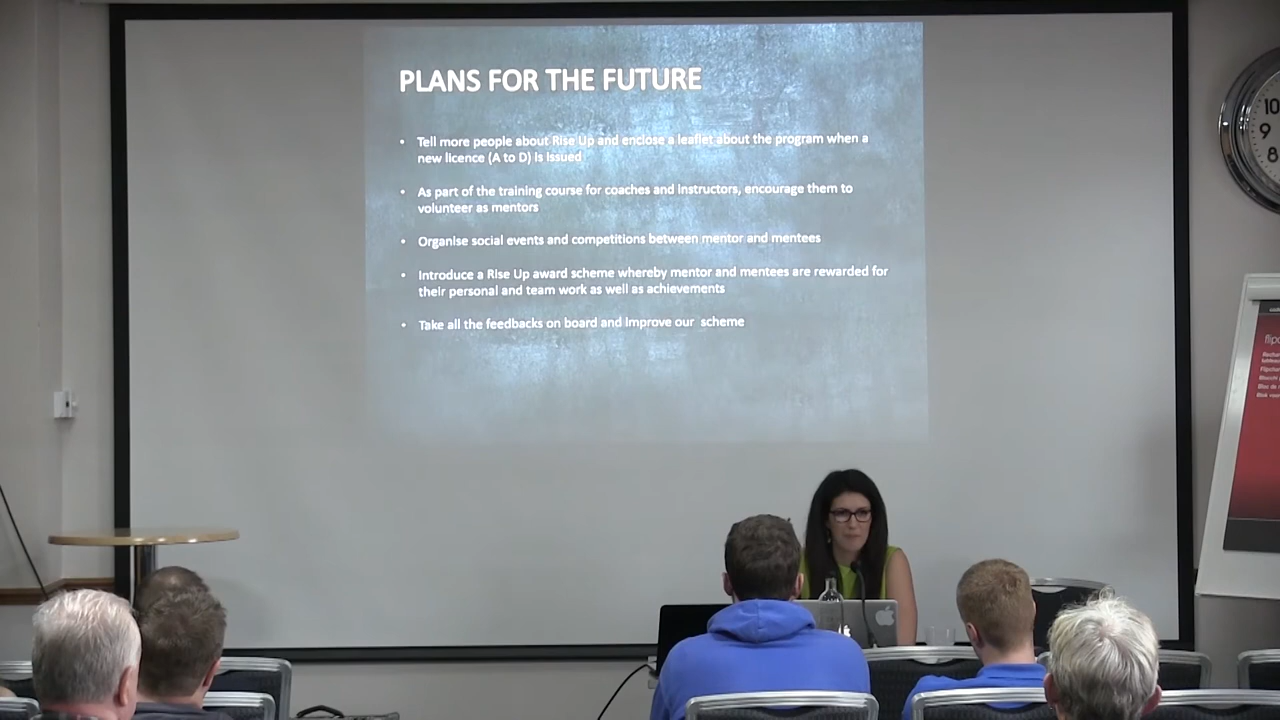 PLANS FOR THE FUTURE
• Tell more people about Rise Up and enclose a leaflet about the program when a
new licence (A to D) is issued
• As part of the training course for coaches and instructors, encourage them to
volunteer as mentors
• Organise social events and competitions between mentor and mentees
• Introduce a Rise Up award scheme whereby mentor and mentees are rewarded for
their personal and team work as well as achievements
• Take all the feedbacks on board and improve our scheme
10
9
8